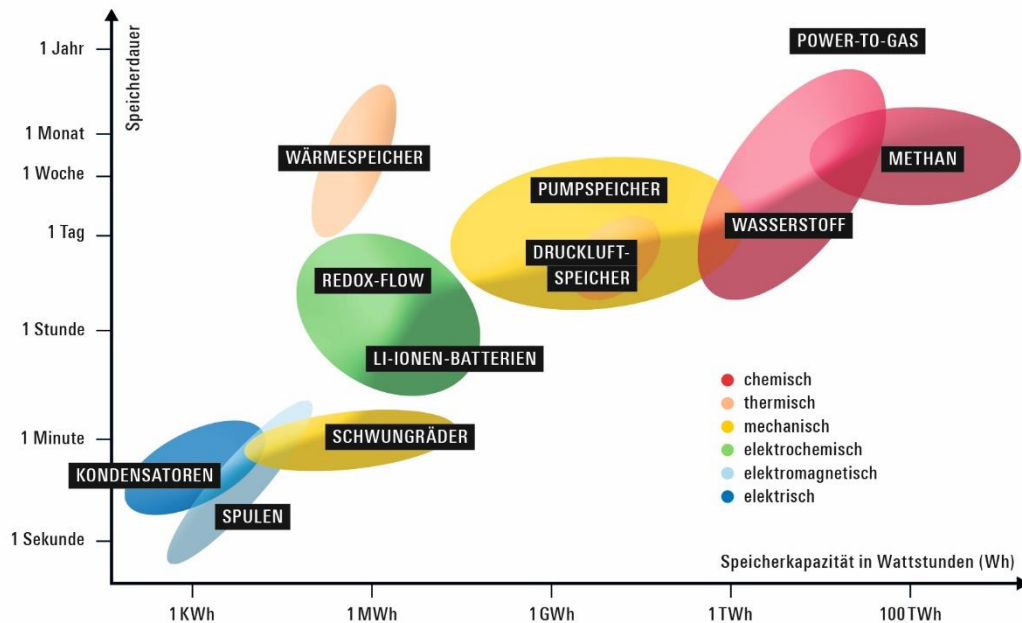 1 Jahr
Speicherdauer
POWER-TO-GAS
1 Monat
WÄRMESPEICHER
METHAN
1 Woche
PUMPSPEICHER
WASSERSTOFF
1 Tag
DRUCKLUFT-
SPEICHER
REDOX-FLOW
1 Stunde
LI-IONEN-BATTERIEN
chemisch
thermisch
mechanisch
elektrochemisch
elektromagnetisch
elektrisch
1 Minute
SCHWUNGRÄDER
KONDENSATOREN
SPULEN
1 Sekunde
Speicherkapazität in Wattstunden (Wh)
1 KWh
1 MWh
1 GWh
1 TWh
100 TWh